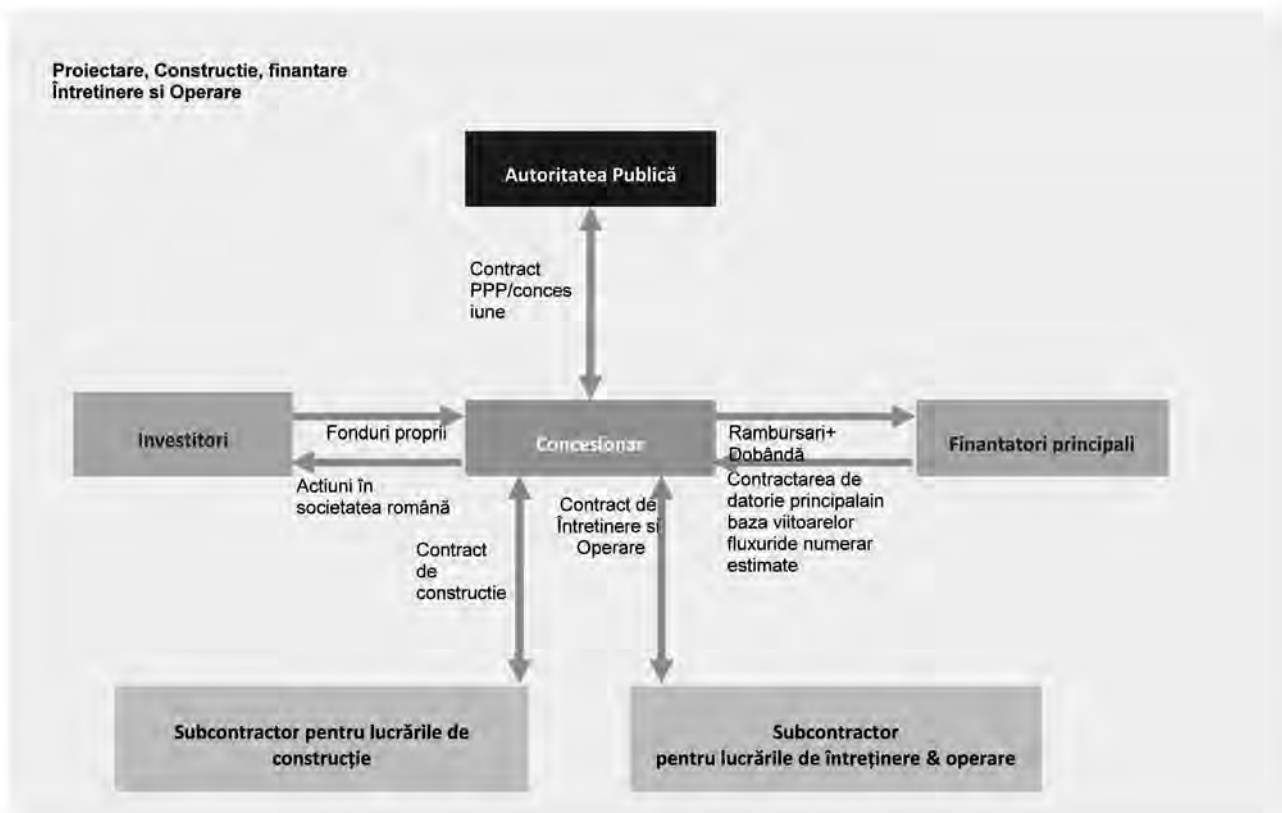 Proiectare, Constructie, finantare
Întretinere si Operare
Autoritatea Publică
Contract
PPP/conces
iune
Investitori
Fonduri proprii
Concesionar
Rambursari+
Dobândă
Finantatori principali
Actiuni în
societatea română
Contract
de
constructie
Contract de
Întretinere si
Operare
Contractarea de
datorie principalain
baza viitoarelor
fluxuride numerar
estimate
Subcontractor pentru lucrările de
construcție
Subcontractor
pentru lucrările de întreținere & operare